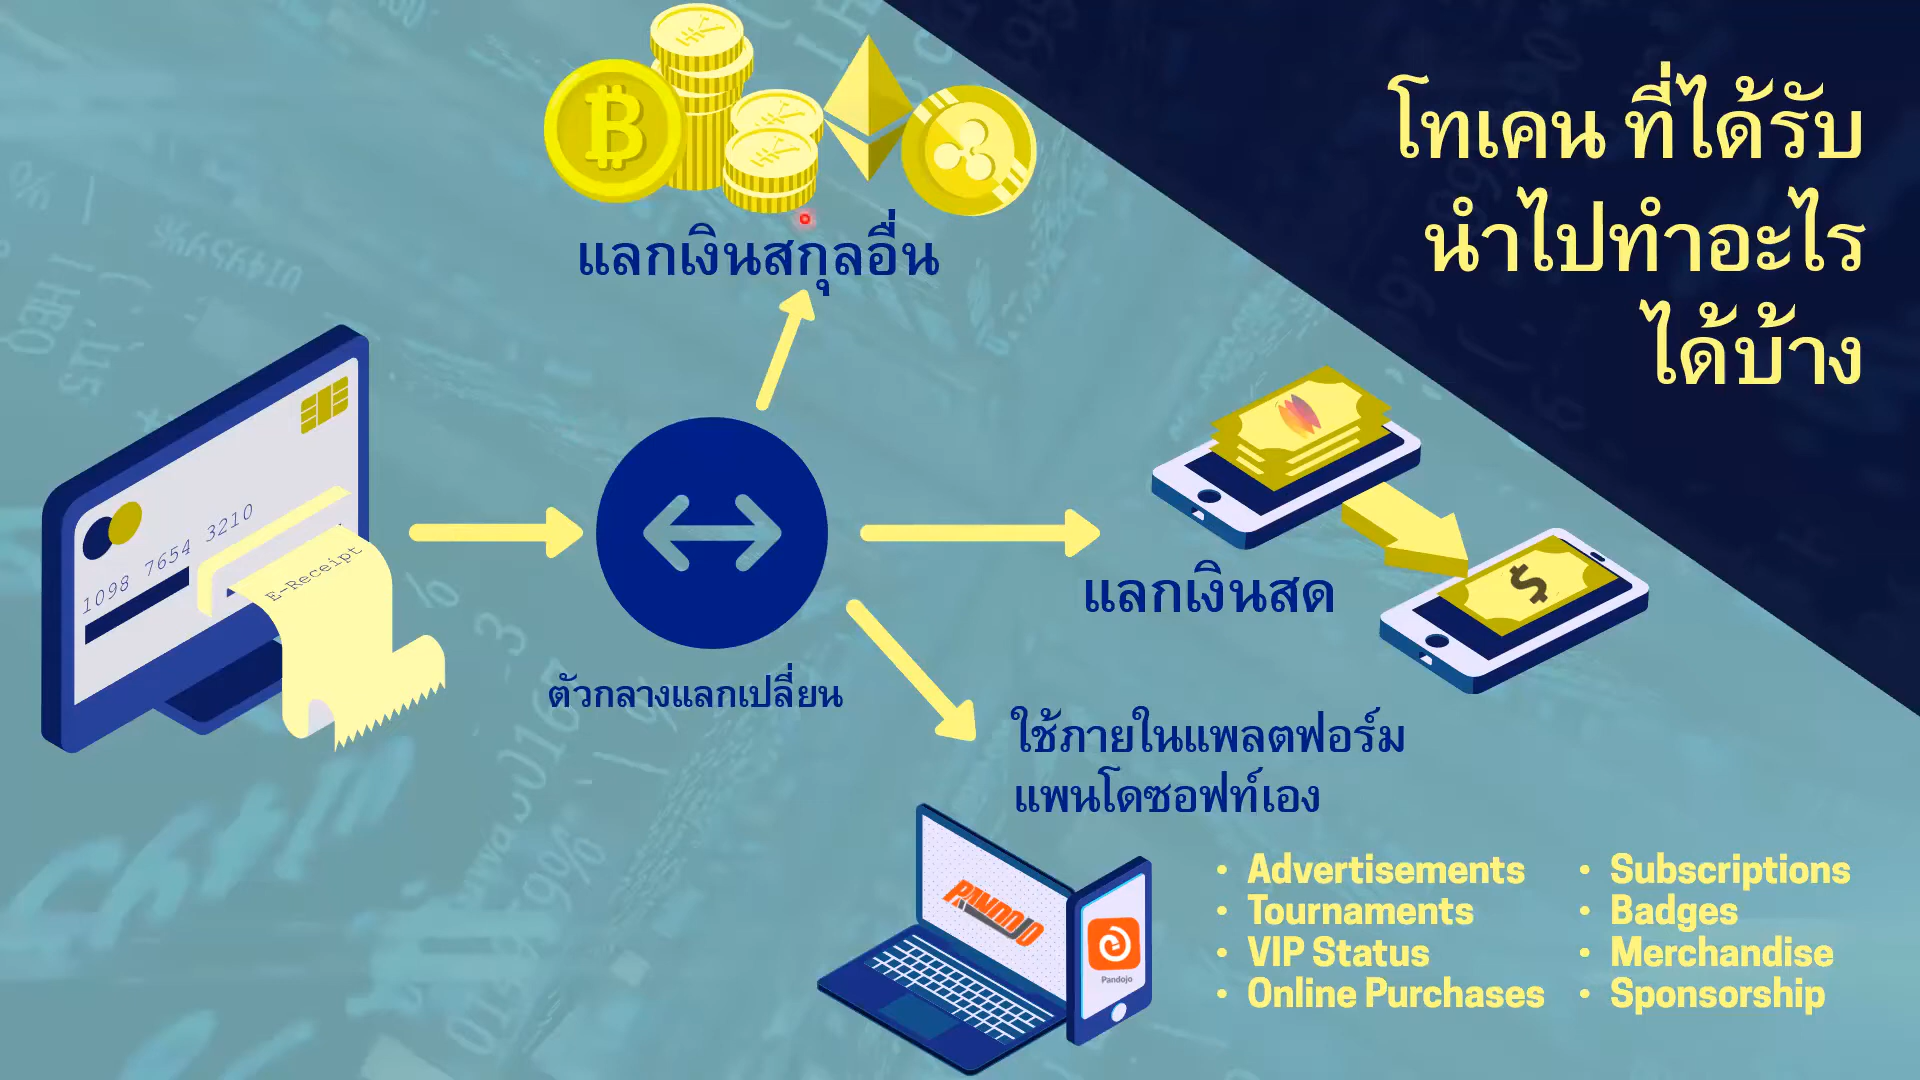 โทเคน ที่ได้รับ
นำไปทำอะไร
ได้บ้าง
แลกเงินสกุลอื่น
1098 7654 3210
E-Receipt
ตัวกลางแลกเปลี่ยน
แลกเงินสด
$
ใช้ภายในแพลตฟอร์ม
แพนโดซอฟท์เอง
PANDOJO
Pandojo
• Advertisements
• Tournaments
• VIP Status
• Online Purchases
• Subscriptions
• Badges
• Merchandise
• Sponsorship